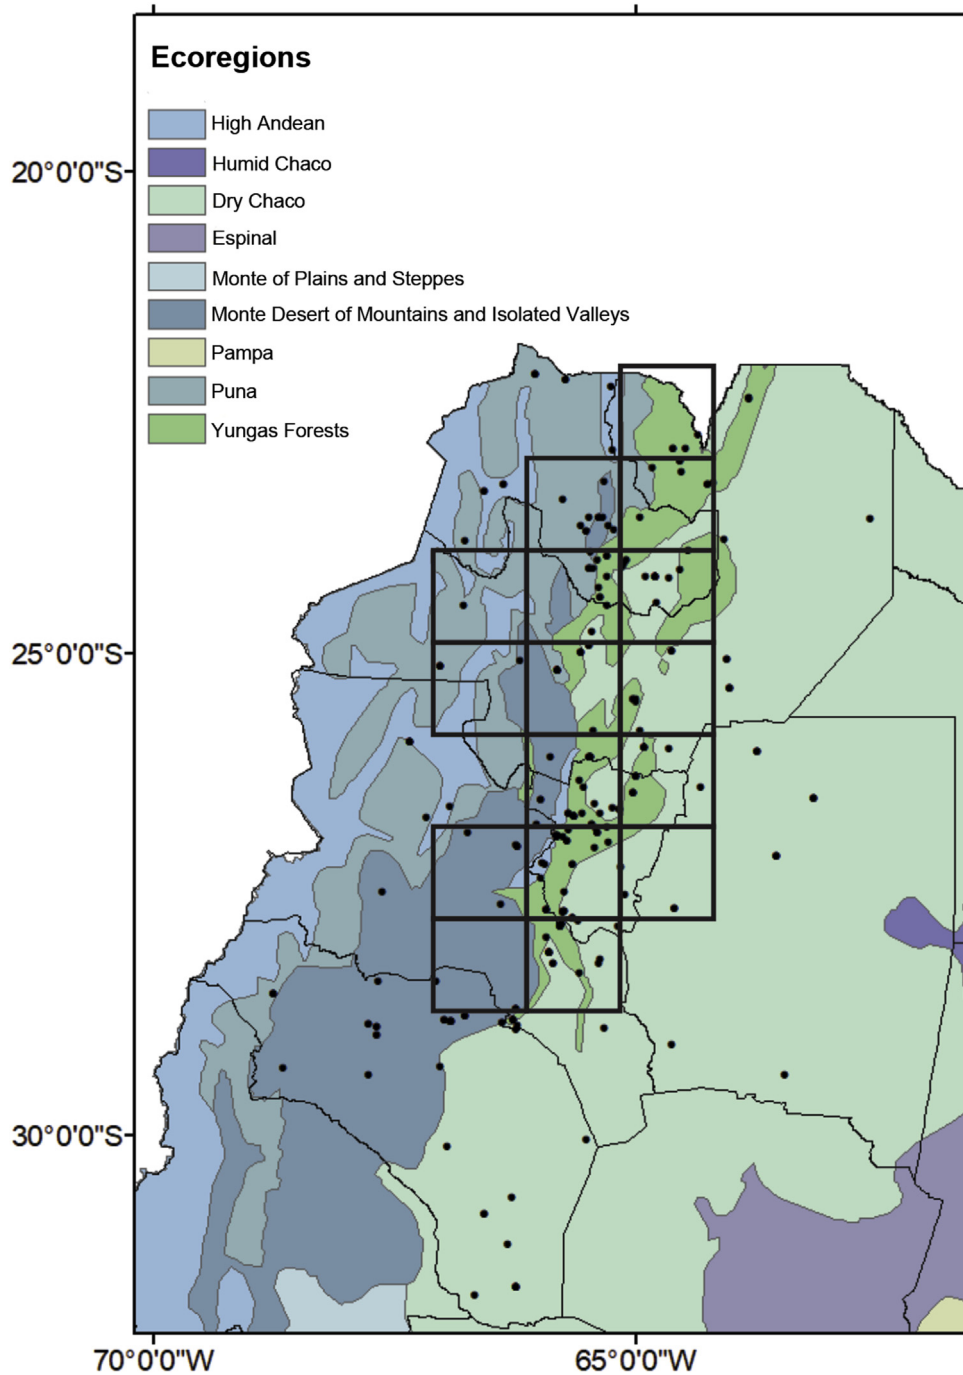 Ecoregions
High Andean
Humid Chaco
Dry Chaco
Espinal
Monte of Plains and Steppes
Monte Desert of Mountains and Isolated Valleys
Pampa
Puna
Yungas Forests
20°0'0"S
25°0'0"S
30°0'0"S
70°0'0"W
65°0'0"W